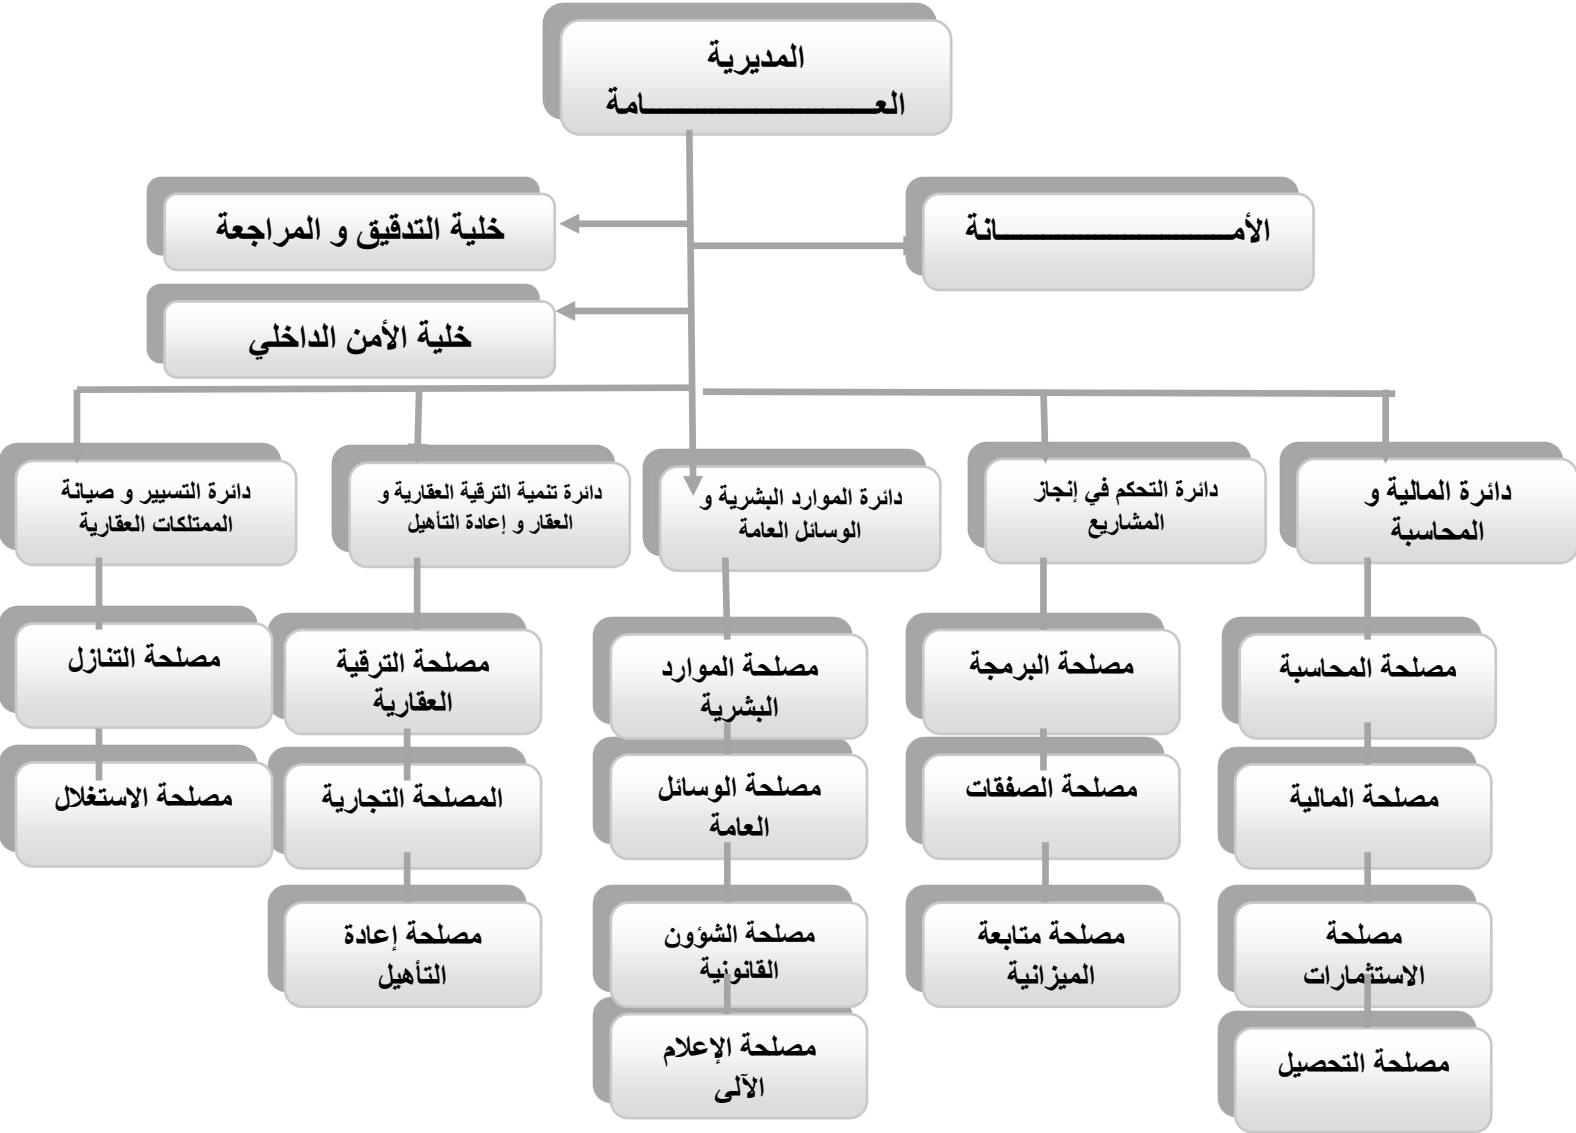 المديرية
العـــــــــــــــــــــــــامة
الأمـــــــــــــــــــــــــانة
خلية التدقيق و المراجعة
خلية الأمن الداخلي
دائرة المالية و
المحاسبة
دائرة التحكم في إنجاز
المشاريع
دائرة الموارد البشرية و
الوسائل العامة
دائرة تنمية الترقية العقارية و
العقار و إعادة التأهيل
دائرة التسيير و صيانة
الممتلكات العقارية
مصلحة المحاسبة
مصلحة البرمجة
مصلحة الموارد
البشرية
مصلحة الترقية
العقارية
مصلحة التنازل
مصلحة المالية
مصلحة الصفقات
مصلحة الوسائل
العامة
المصلحة التجارية
مصلحة الاستغلال
مصلحة
الاستثمارات
مصلحة متابعة
الميزانية
مصلحة الشؤون
القانونية
مصلحة إعادة
التأهيل
مصلحة التحصيل
مصلحة الإعلام
الآلى